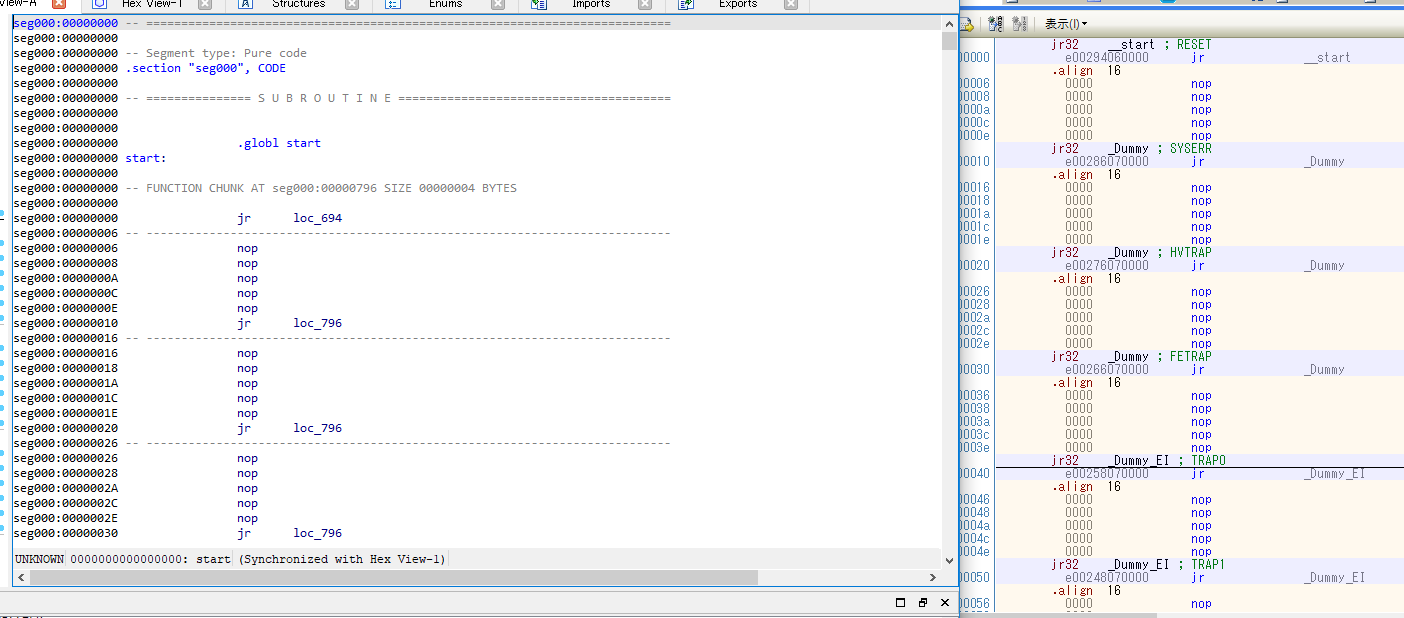 View-A Hex View-1 A Structures Enums Imports Exports
seg000:00000000 -- ===========================================================================
seg000:00000000
seg000:00000000 -- Segment type: Pure code
seg000:00000000 .section "seg000", CODE
seg000:00000000
seg000:00000000 -- =============== S U B R O U T I N E =======================================
seg000:00000000
seg000:00000000
seg000:00000000 .globl start
seg000:00000000 start:
seg000:00000000
seg000:00000000 -- FUNCTION CHUNK AT seg000:00000796 SIZE 00000004 BYTES
seg000:00000000
seg000:00000000 jr loc_694
seg000:00000006 -- ---------------------------------------------------------------------------
seg000:00000006 nop
seg000:00000008 nop
seg000:0000000A nop
seg000:0000000C nop
seg000:0000000E nop
seg000:00000010 jr loc_796
seg000:00000016 -- ---------------------------------------------------------------------------
seg000:00000016 nop
seg000:00000018 nop
seg000:0000001A nop
seg000:0000001C nop
seg000:0000001E nop
seg000:00000020 jr loc_796
seg000:00000026 -- ---------------------------------------------------------------------------
seg000:00000026 nop
seg000:00000028 nop
seg000:0000002A nop
seg000:0000002C nop
seg000:0000002E nop
seg000:00000030 jr loc_796
UNKNOWN 0000000000000000: start (Synchronized with Hex View-1)
表示(I)
jr32 __start ; RESET
00000 e00294060000 jr __start
.align 16
00006 0000 nop
00008 0000 nop
0000a 0000 nop
0000c 0000 nop
0000e 0000 nop
jr32 _Dummy ; SYSERR
00010 e00286070000 jr _Dummy
.align 16
00016 0000 nop
00018 0000 nop
0001a 0000 nop
0001c 0000 nop
0001e 0000 nop
jr32 _Dummy ; HVTRAP
00020 e00276070000 jr _Dummy
.align 16
00026 0000 nop
00028 0000 nop
0002a 0000 nop
0002c 0000 nop
0002e 0000 nop
jr32 _Dummy ; FETRAP
00030 e00266070000 jr _Dummy
.align 16
00036 0000 nop
00038 0000 nop
0003a 0000 nop
0003c 0000 nop
0003e 0000 nop
jr32 _Dummy_EI ; TRAP0
00040 e00258070000 jr _Dummy_EI
.align 16
00046 0000 nop
00048 0000 nop
0004a 0000 nop
0004c 0000 nop
0004e 0000 nop
jr32 _Dummy_EI ; TRAP1
00050 e00248070000 jr _Dummy_EI
.align 16
00056 0000 nop